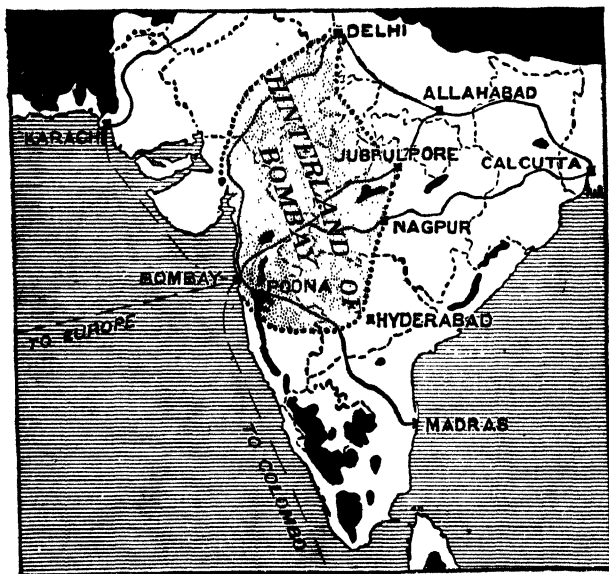 DELHI
ALLAHABAD
KARACHI
JUBBULPORE
CALCUTTA
HINTERLAND OF
BOMBAY
NAGPUR
BOMBAY
POONA
TO EUROPE
HYDERABAD
MADRAS
TO COLOMBO